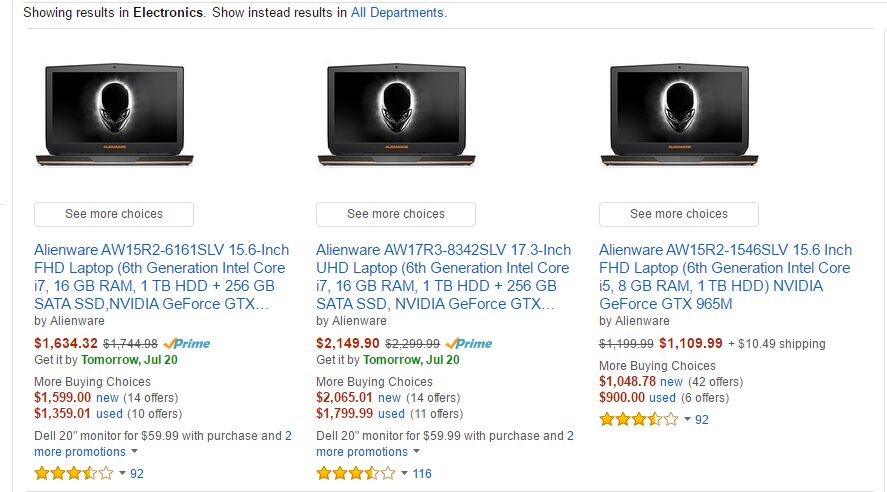 Showing results in Electronics. Show instead results in All Departments.
ALIENWARE
ALIENWARE
ALIENWARE
See more choices
See more choices
See more choices
Alienware AW15R2-6161SLV 15.6-Inch
FHD Laptop (6th Generation Intel Core
i7, 16 GB RAM, 1 TB HDD + 256 GB
SATA SSD,NVIDIA GeForce GTX…
by Alienware
$1,634.32 $1,744.98 Prime
Get it by Tomorrow, Jul 20
More Buying Choices
$1,599.00 new (14 offers)
$1,359.01 used (10 offers)
Dell 20" monitor for $59.99 with purchase and 2
more promotions
92
Alienware AW17R3-8342SLV 17.3-Inch
UHD Laptop (6th Generation Intel Core
i7, 16 GB RAM, 1 TB HDD + 256 GB
SATA SSD, NVIDIA GeForce GTX…
by Alienware
$2,149.90 $2,299.99 Prime
Get it by Tomorrow, Jul 20
More Buying Choices
$2,065.01 new (14 offers)
$1,799.99 used (11 offers)
Dell 20" monitor for $59.99 with purchase and 2
more promotions
116
Alienware AW15R2-1546SLV 15.6 Inch
FHD Laptop (6th Generation Intel Core
i5, 8 GB RAM, 1 TB HDD) NVIDIA
GeForce GTX 965M
by Alienware
$1,199.99 $1,109.99 + $10.49 shipping
More Buying Choices
$1,048.78 new (42 offers)
$900.00 used (6 offers)
92